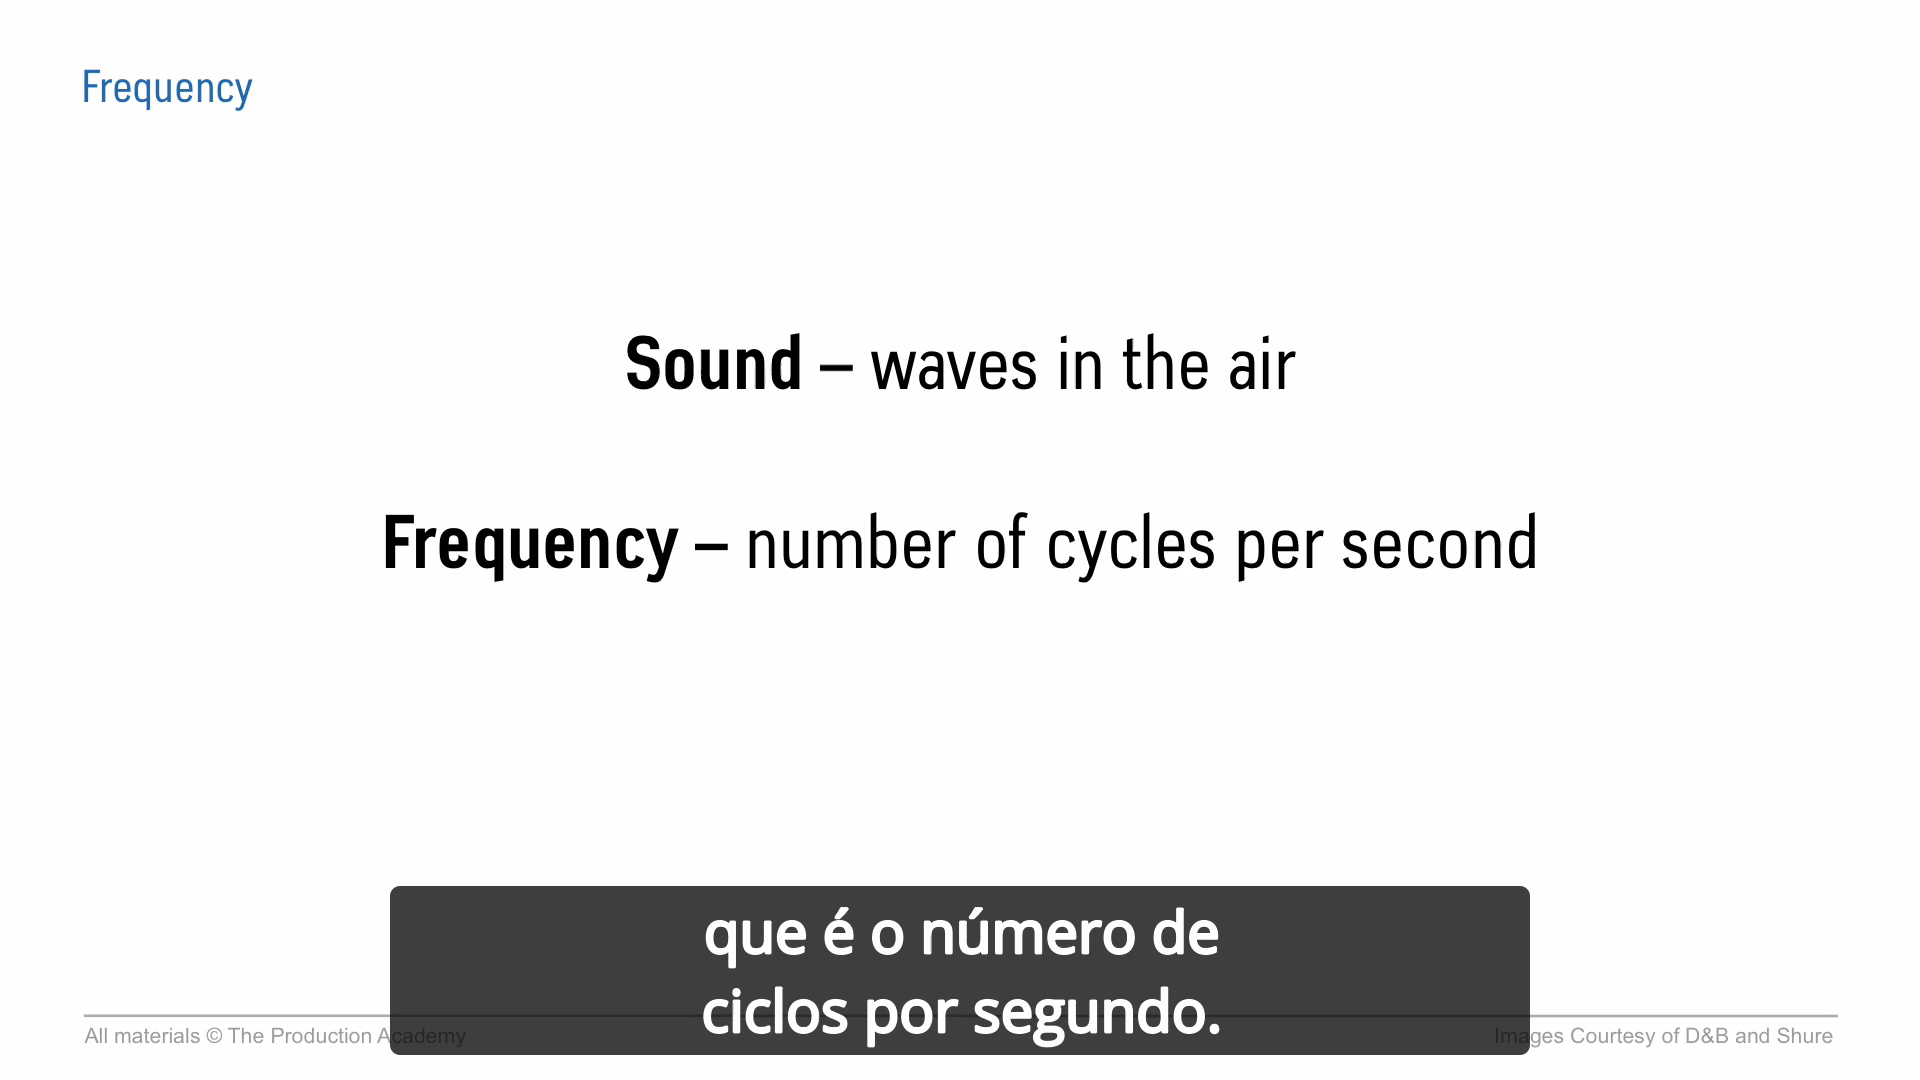 Frequency
Sound – waves in the air
Frequency – number of cycles per second
que é o número de
ciclos por segundo.
All materials © The Production Academy
Images Courtesy of D&B and Shure